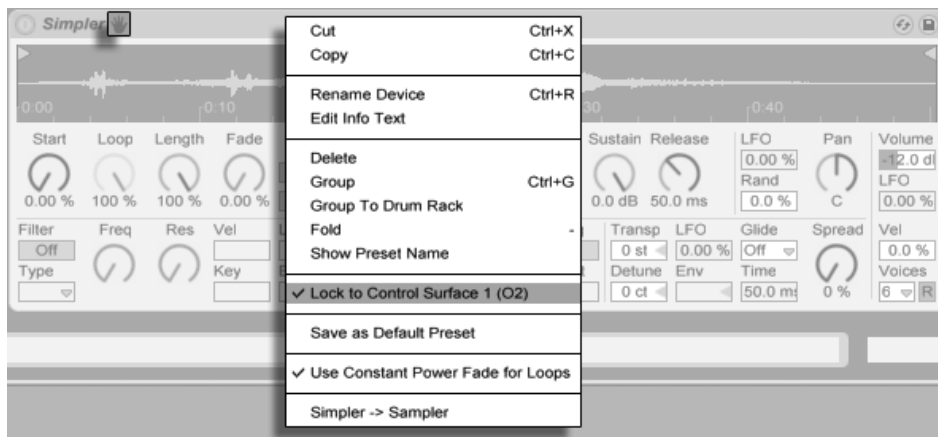 Simpler
Cut Ctrl+X
Copy Ctrl+C
Rename Device Ctrl+R
Edit Info Text
Delete
Group Ctrl+G
Group To Drum Rack
Fold -
Show Preset Name
✓ Lock to Control Surface 1 (O2)
Save as Default Preset
✓ Use Constant Power Fade for Loops
Simpler -> Sampler
0:00 0:10 30 0:40
Start Loop Length Fade
0.00 % 100 % 100 % 0.00 %
Sustain Release
0.0 dB 50.0 ms
LFO
0.00 %
Rand
0.0 %
Pan
C
Volume
-12.0 d
LFO
0.00 %
Filter Freq Res Vel
Off
Type Key
Transp LFO Glide Spread Vel
0 st 0.00 % Off 0.0 %
Detune Env Time Voices
0 ct 50.0 m 0 % 6 R